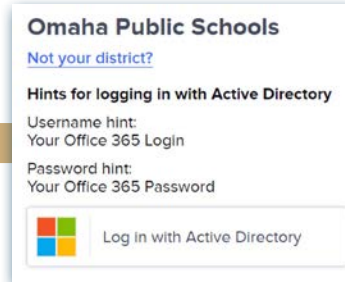 Omaha Public Schools
Not your district?
Hints for logging in with Active Directory
Username hint:
Your Office 365 Login
Password hint:
Your Office 365 Password
Log in with Active Directory